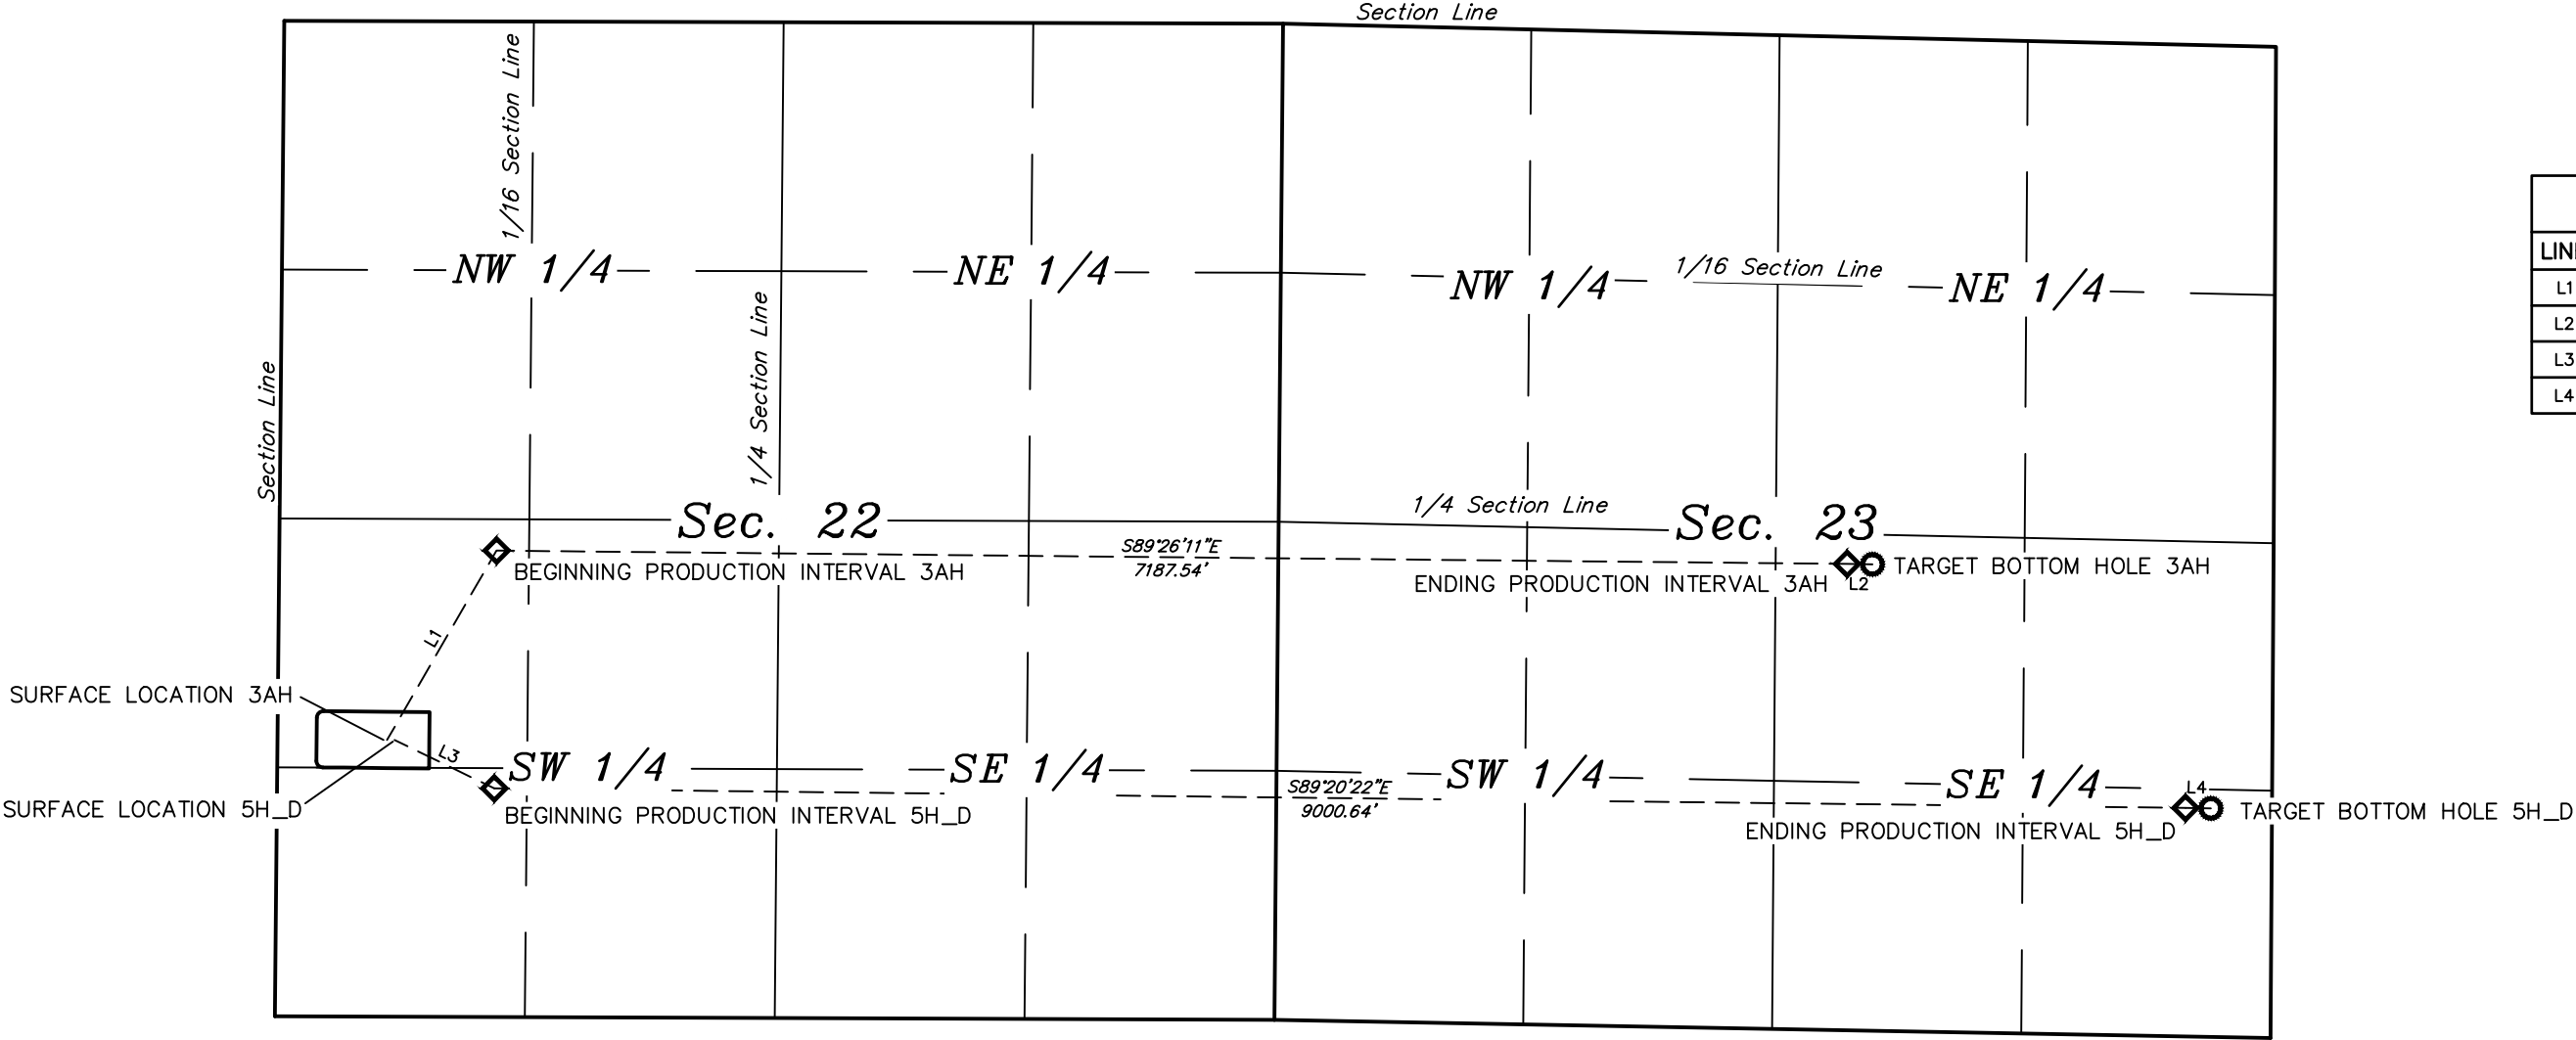 Section Line
1/16 Section Line
NW 1/4
NE 1/4
NW 1/4
1/16 Section Line
NE 1/4
LINE
L1
L2
L3
L4
Section Line
1/4 Section Line
Sec. 22
1/4 Section Line
Sec. 23
S89°26'11"E
7187.54'
BEGINNING PRODUCTION INTERVAL 3AH
ENDING PRODUCTION INTERVAL 3AH
L2
TARGET BOTTOM HOLE 3AH
L1
SURFACE LOCATION 3AH
L3
SW 1/4
SE 1/4
SW 1/4
SE 1/4
S89°20'22"E
9000.64'
L4
SURFACE LOCATION 5H_D
BEGINNING PRODUCTION INTERVAL 5H_D
ENDING PRODUCTION INTERVAL 5H_D
TARGET BOTTOM HOLE 5H_D